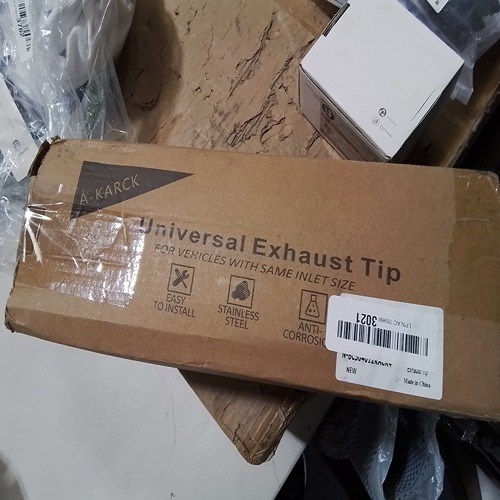 A-KARCK
Universal Exhaust Tip
FOR VEHICLES WITH SAME INLET SIZE
EASY
TO INSTALL
STAINLESS
STEEL
ANTI-
3021
NEW
Made in China